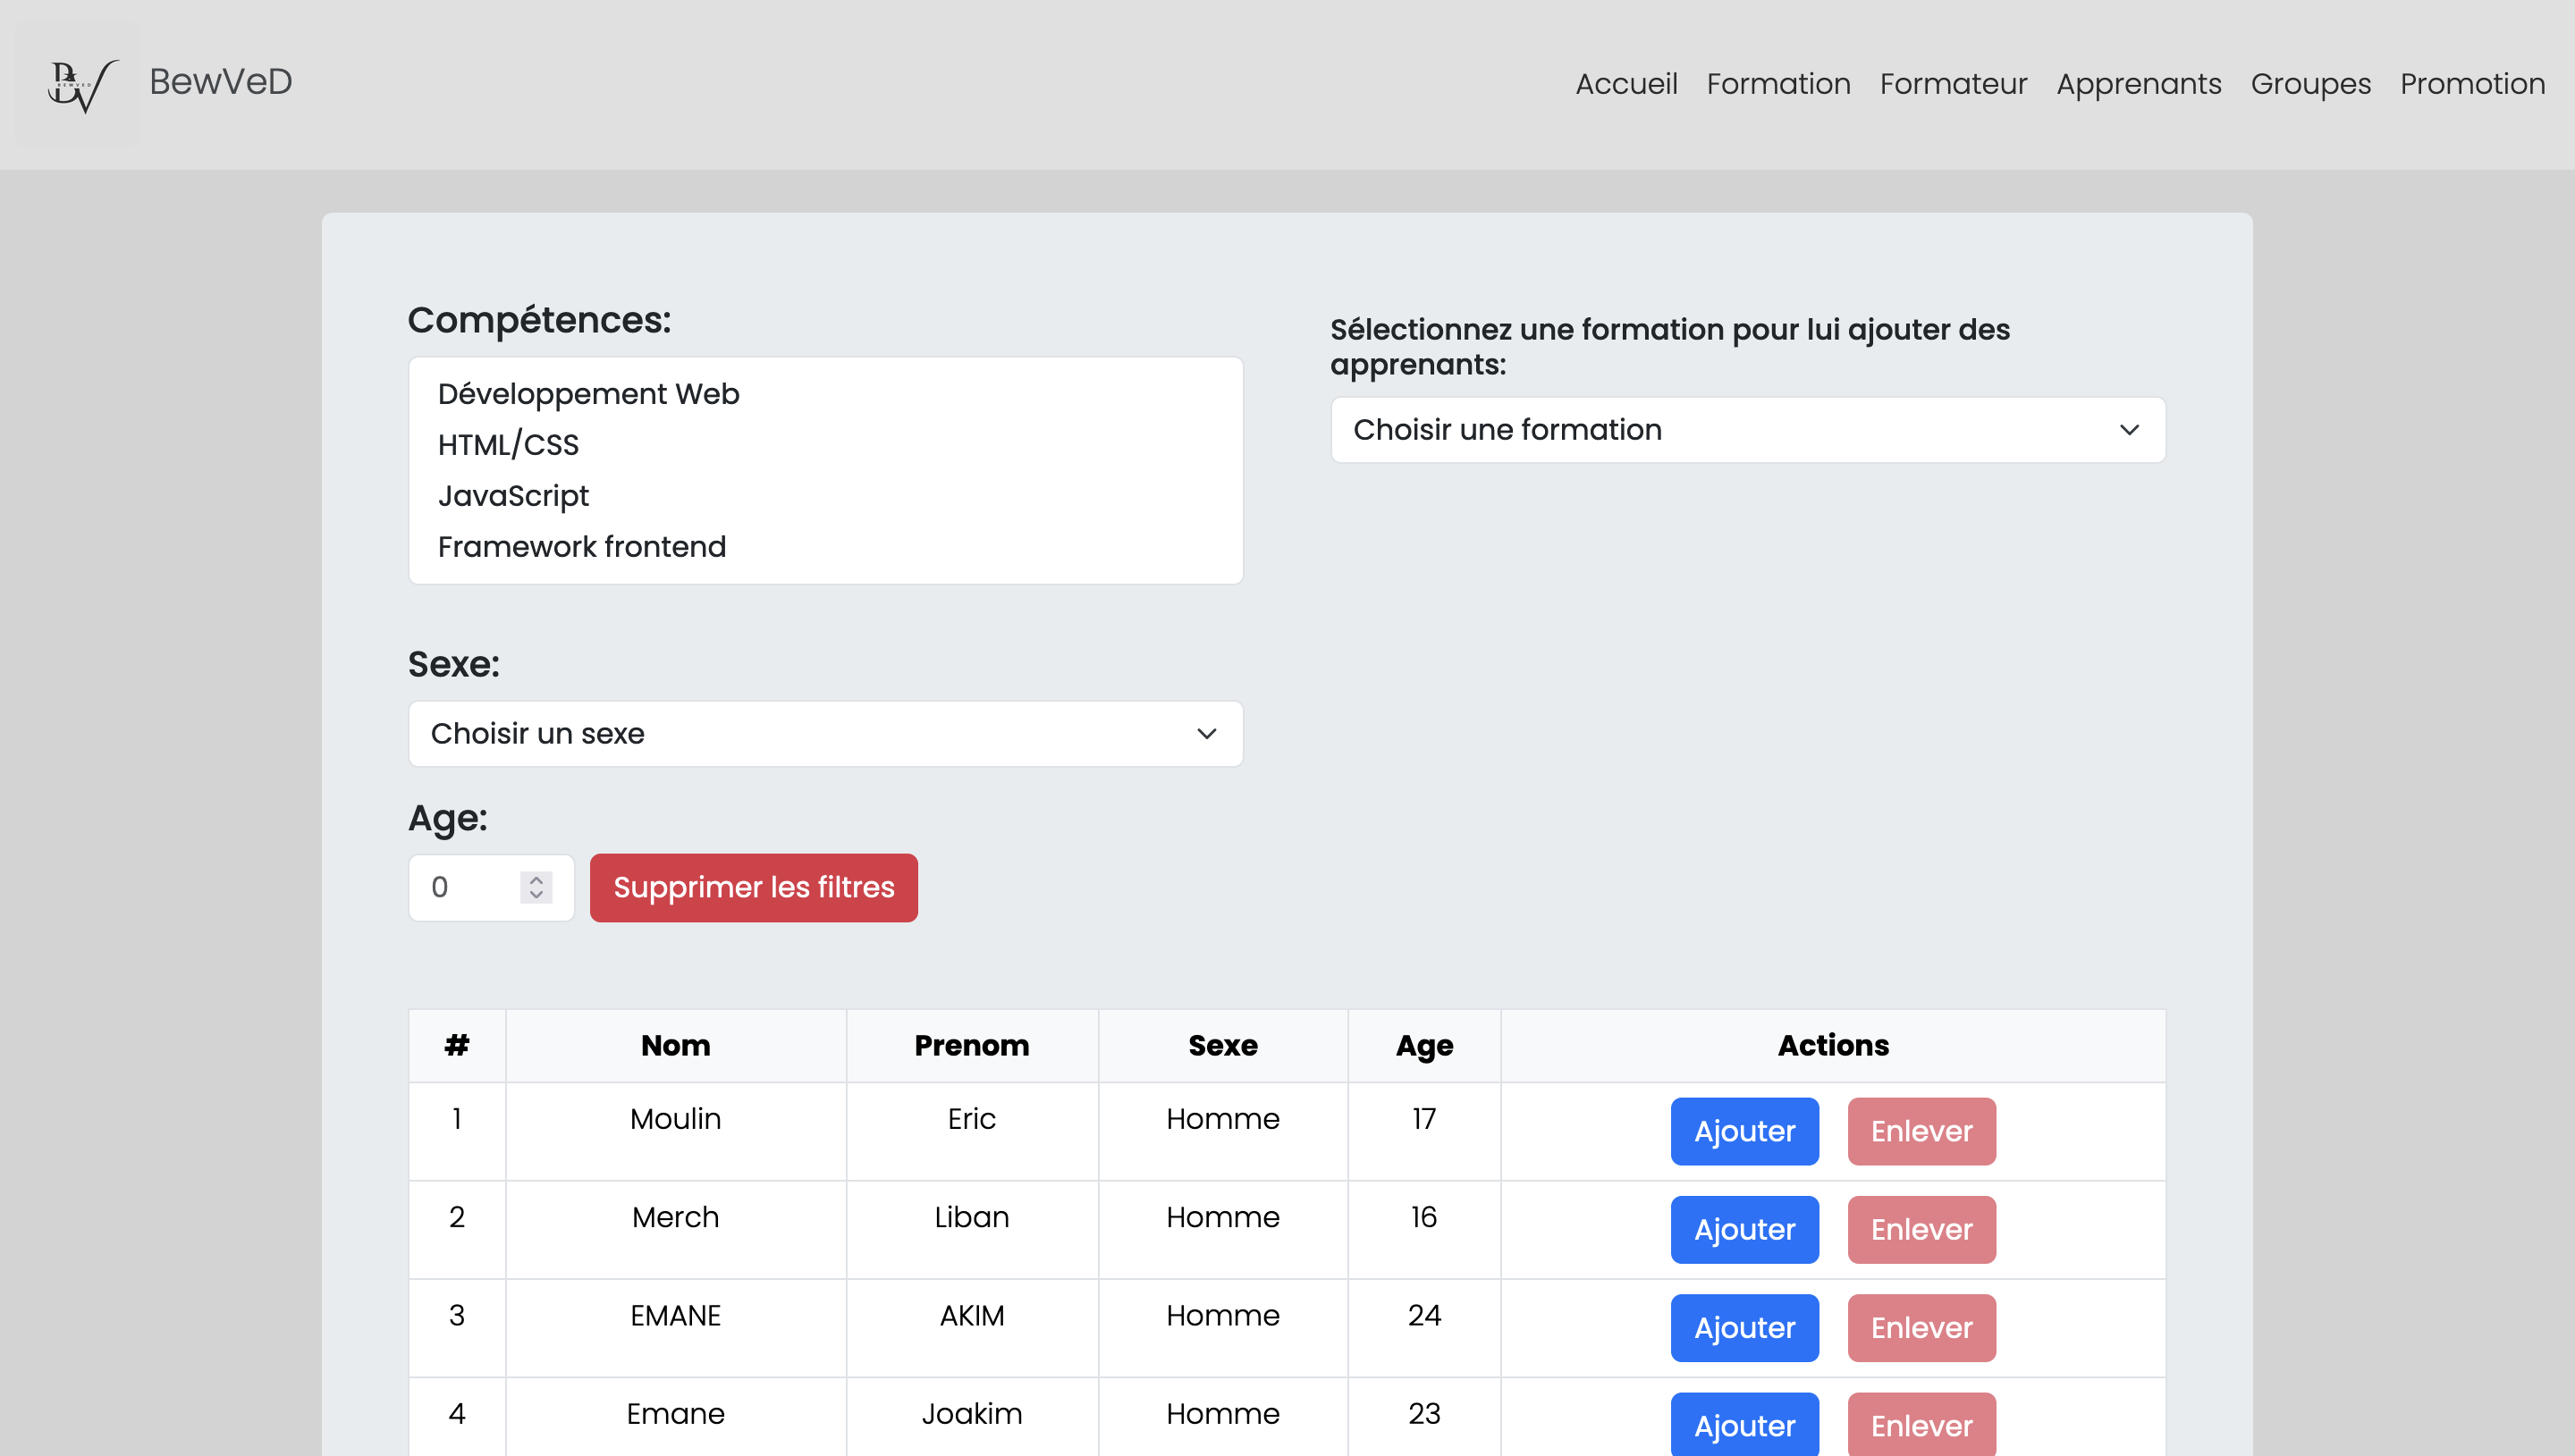 BEWVED
BewVeD
Accueil Formation Formateur Apprenants Groupes Promotion
Compétences:
Développement Web
HTML/CSS
JavaScript
Framework frontend
Sélectionnez une formation pour lui ajouter des
apprenants:
Choisir une formation
Sexe:
Choisir un sexe
Age:
0 Supprimer les filtres
# Nom Prenom Sexe Age Actions
1 Moulin Eric Homme 17 Ajouter Enlever
2 Merch Liban Homme 16 Ajouter Enlever
3 EMANE AKIM Homme 24 Ajouter Enlever
4 Emane Joakim Homme 23 Ajouter Enlever